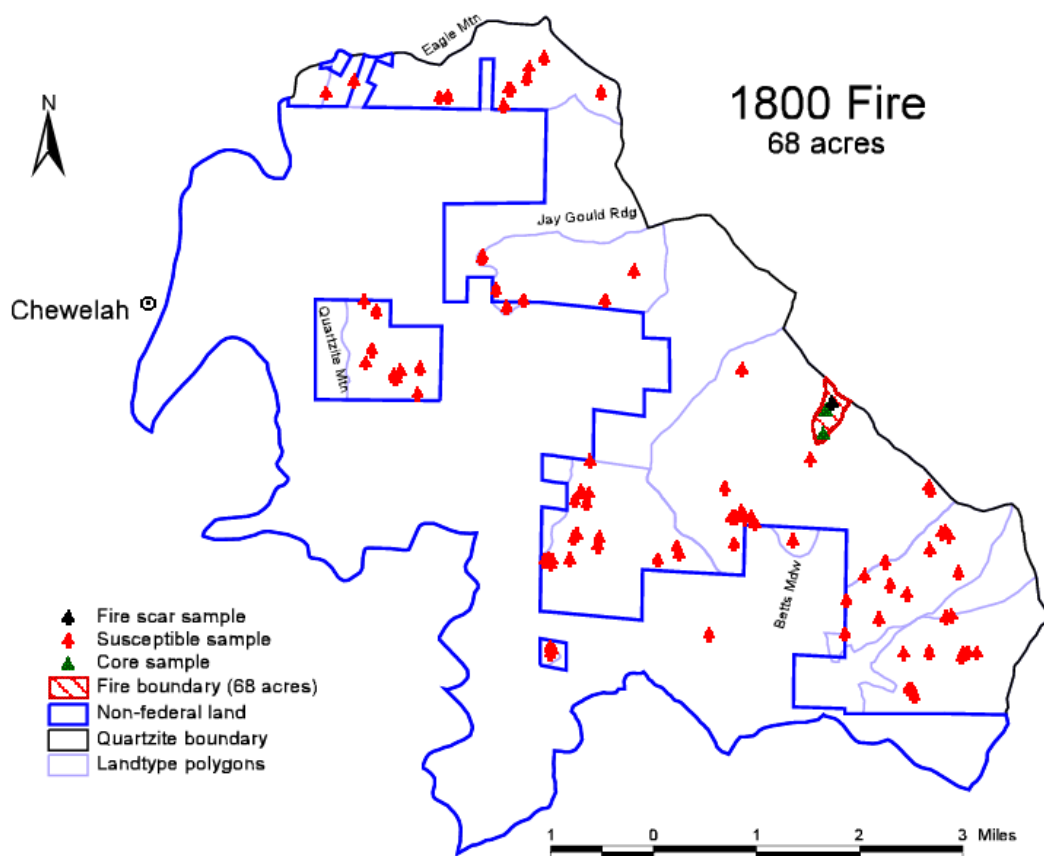 Eagle Mtn
1800 Fire
68 acres
N
Jay Gould Rdg
Chewelah
Quartzite Mtn
Betts Mdw
Fire scar sample
Susceptible sample
Core sample
Fire boundary (68 acres)
Non-federal land
Quartzite boundary
Landtype polygons
1 0 1 2 3 Miles